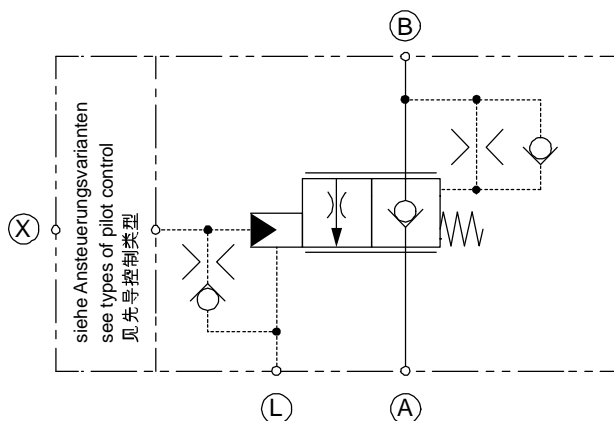 B
X
siehe Ansteuerungsvarianten
see types of pilot control
见先导控制类型
L
A